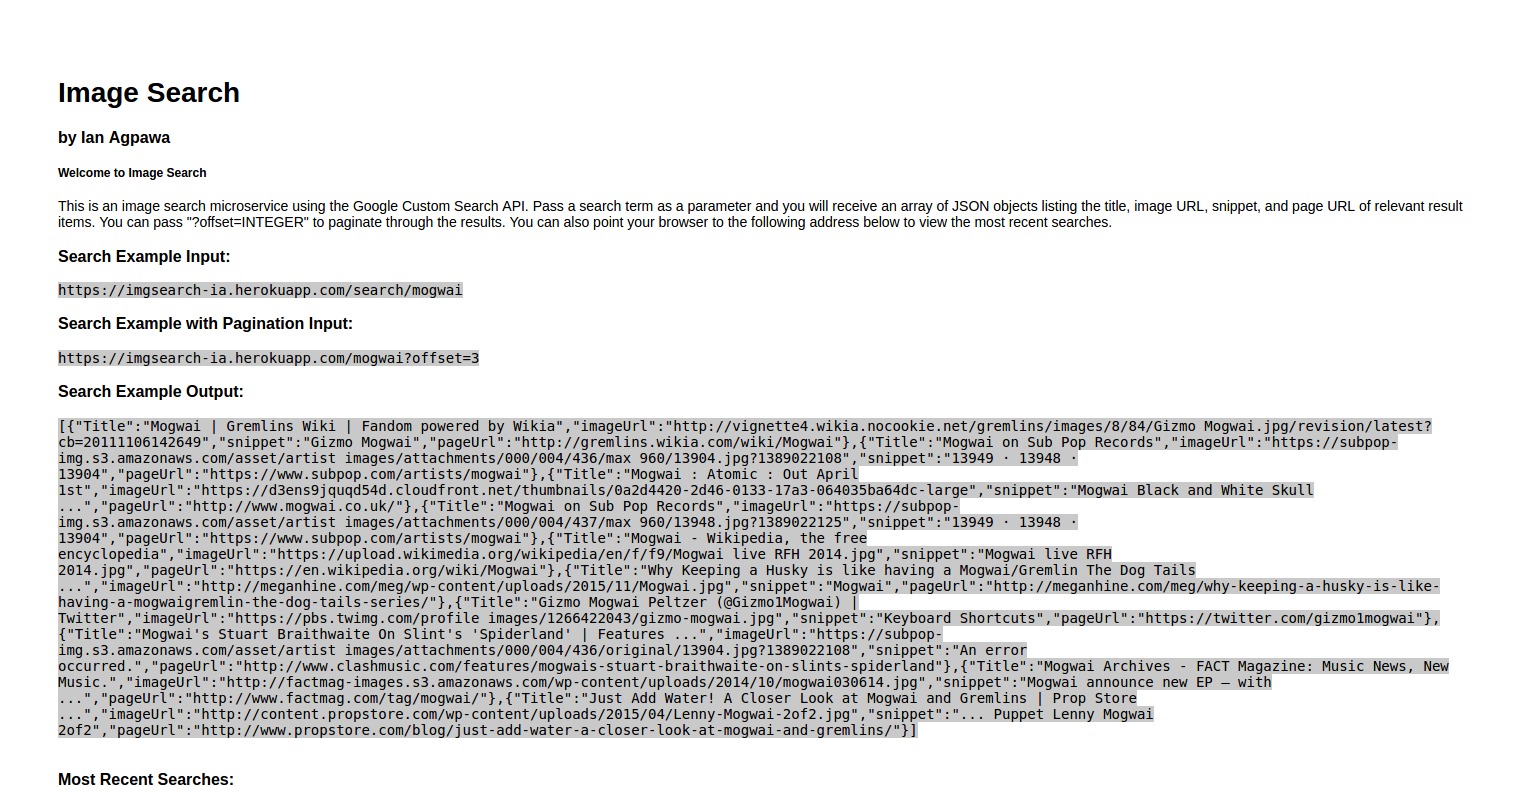 Image Search
by Ian Agpawa
Welcome to Image Search
This is an image search microservice using the Google Custom Search API. Pass a search term as a parameter and you will receive an array of JSON objects listing the title, image URL, snippet, and page URL of relevant result
items. You can pass "?offset=INTEGER" to paginate through the results. You can also point your browser to the following address below to view the most recent searches.
Search Example Input:
https://imgsearch-ia.herokuapp.com/search/mogwai
Search Example with Pagination Input:
https://imgsearch-ia.herokuapp.com/mogwai?offset=3
Search Example Output:
[{"Title":"Mogwai | Gremlins Wiki | Fandom powered by Wikia","imageUrl":"http://vignette4.wikia.nocookie.net/gremlins/images/8/84/Gizmo Mogwai.jpg/revision/latest?
cb=20111106142649","snippet":"Gizmo Mogwai","pageUrl":"http://gremlins.wikia.com/wiki/Mogwai"},{"Title":"Mogwai on Sub Pop Records","imageUrl":"https://subpop-
img.s3.amazonaws.com/asset/artist images/attachments/000/004/436/max 960/13904.jpg?1389022108","snippet":"13949 · 13948 ·
13904","pageUrl":"https://www.subpop.com/artists/mogwai"},{"Title":"Mogwai : Atomic : Out April
1st","imageUrl":"https://d3ens9jquqd54d.cloudfront.net/thumbnails/0a2d4420-2d46-0133-17a3-064035ba64dc-large","snippet":"Mogwai Black and White Skull
...","pageUrl":"http://www.mogwai.co.uk/"},{"Title":"Mogwai on Sub Pop Records","imageUrl":"https://subpop-
img.s3.amazonaws.com/asset/artist images/attachments/000/004/437/max 960/13948.jpg?1389022125","snippet":"13949 · 13948 ·
13904","pageUrl":"https://www.subpop.com/artists/mogwai"},{"Title":"Mogwai - Wikipedia, the free
encyclopedia","imageUrl":"https://upload.wikimedia.org/wikipedia/en/f/f9/Mogwai live RFH 2014.jpg","snippet":"Mogwai live RFH
2014.jpg","pageUrl":"https://en.wikipedia.org/wiki/Mogwai"},{"Title":"Why Keeping a Husky is like having a Mogwai/Gremlin The Dog Tails
...","imageUrl":"http://meganhine.com/meg/wp-content/uploads/2015/11/Mogwai.jpg","snippet":"Mogwai","pageUrl":"http://meganhine.com/meg/why-keeping-a-husky-is-like-
having-a-mogwaigremlin-the-dog-tails-series/"},{"Title":"Gizmo Mogwai Peltzer (@Gizmo1Mogwai) |
Twitter","imageUrl":"https://pbs.twimg.com/profile images/1266422043/gizmo-mogwai.jpg","snippet":"Keyboard Shortcuts","pageUrl":"https://twitter.com/gizmo1mogwai"},
{"Title":"Mogwai's Stuart Braithwaite On Slint's 'Spiderland' | Features ...","imageUrl":"https://subpop-
img.s3.amazonaws.com/asset/artist images/attachments/000/004/436/original/13904.jpg?1389022108","snippet":"An error
occurred.","pageUrl":"http://www.clashmusic.com/features/mogwais-stuart-braithwaite-on-slints-spiderland"},{"Title":"Mogwai Archives - FACT Magazine: Music News, New
Music.","imageUrl":"http://factmag-images.s3.amazonaws.com/wp-content/uploads/2014/10/mogwai030614.jpg","snippet":"Mogwai announce new EP – with
...","pageUrl":"http://www.factmag.com/tag/mogwai/"},{"Title":"Just Add Water! A Closer Look at Mogwai and Gremlins | Prop Store
...","imageUrl":"http://content.propstore.com/wp-content/uploads/2015/04/Lenny-Mogwai-2of2.jpg","snippet":"... Puppet Lenny Mogwai
2of2","pageUrl":"http://www.propstore.com/blog/just-add-water-a-closer-look-at-mogwai-and-gremlins/"}]
Most Recent Searches: